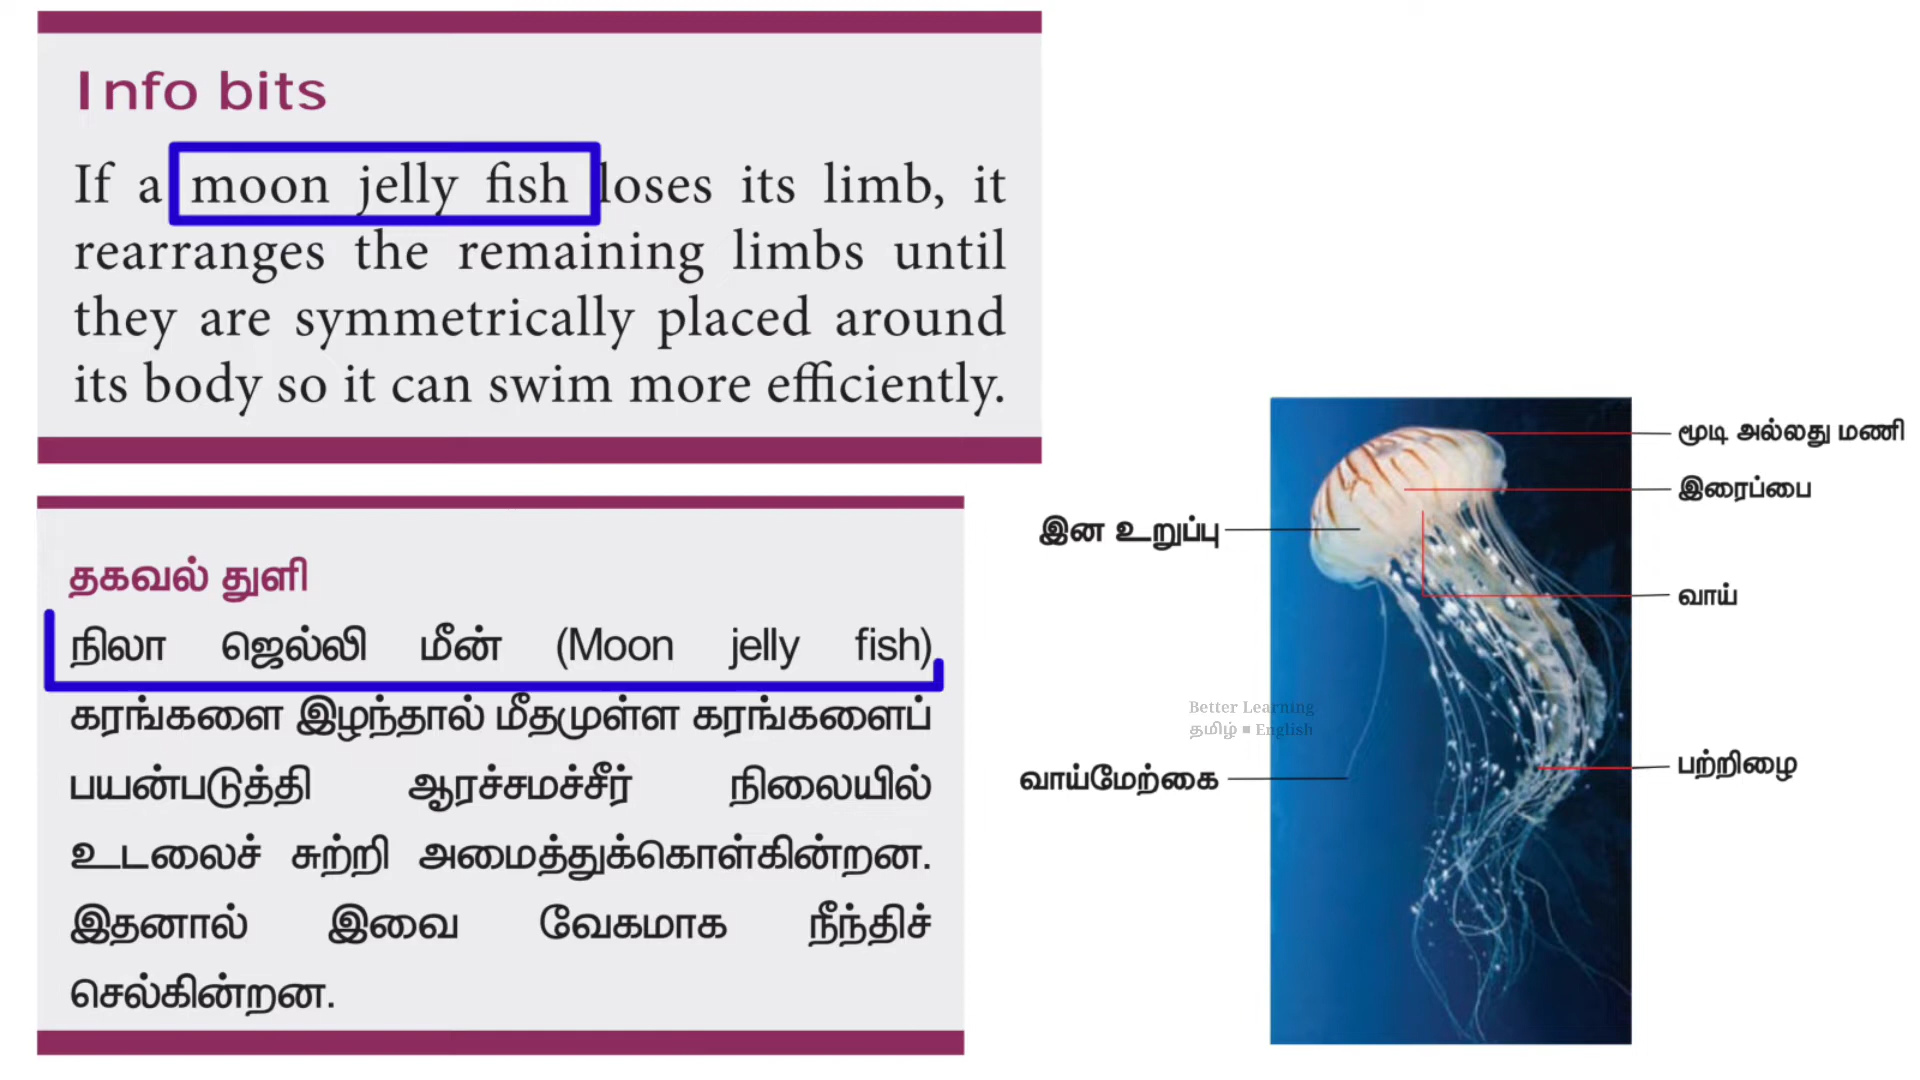 Info bits
If a moon jelly fish loses its limb, it
rearranges the remaining limbs until
they are symmetrically placed around
its body so it can swim more efficiently.
தகவல் துளி
நிலா ஜெல்லி மீன் (Moon jelly fish)
கரங்களை இழந்தால் மீதமுள்ள கரங்களைப்
பயன்படுத்தி ஆரச்சமச்சீர் நிலையில்
உடலைச் சுற்றி அமைத்துக்கொள்கின்றன.
இதனால் இவை வேகமாக நீந்திச்
செல்கின்றன.
மூடி அல்லது மணி
இரைப்பை
இன உறுப்பு
வாய்
Better Learning
தமிழ் ▪ English
வாய்மேற்கை
பற்றிழை